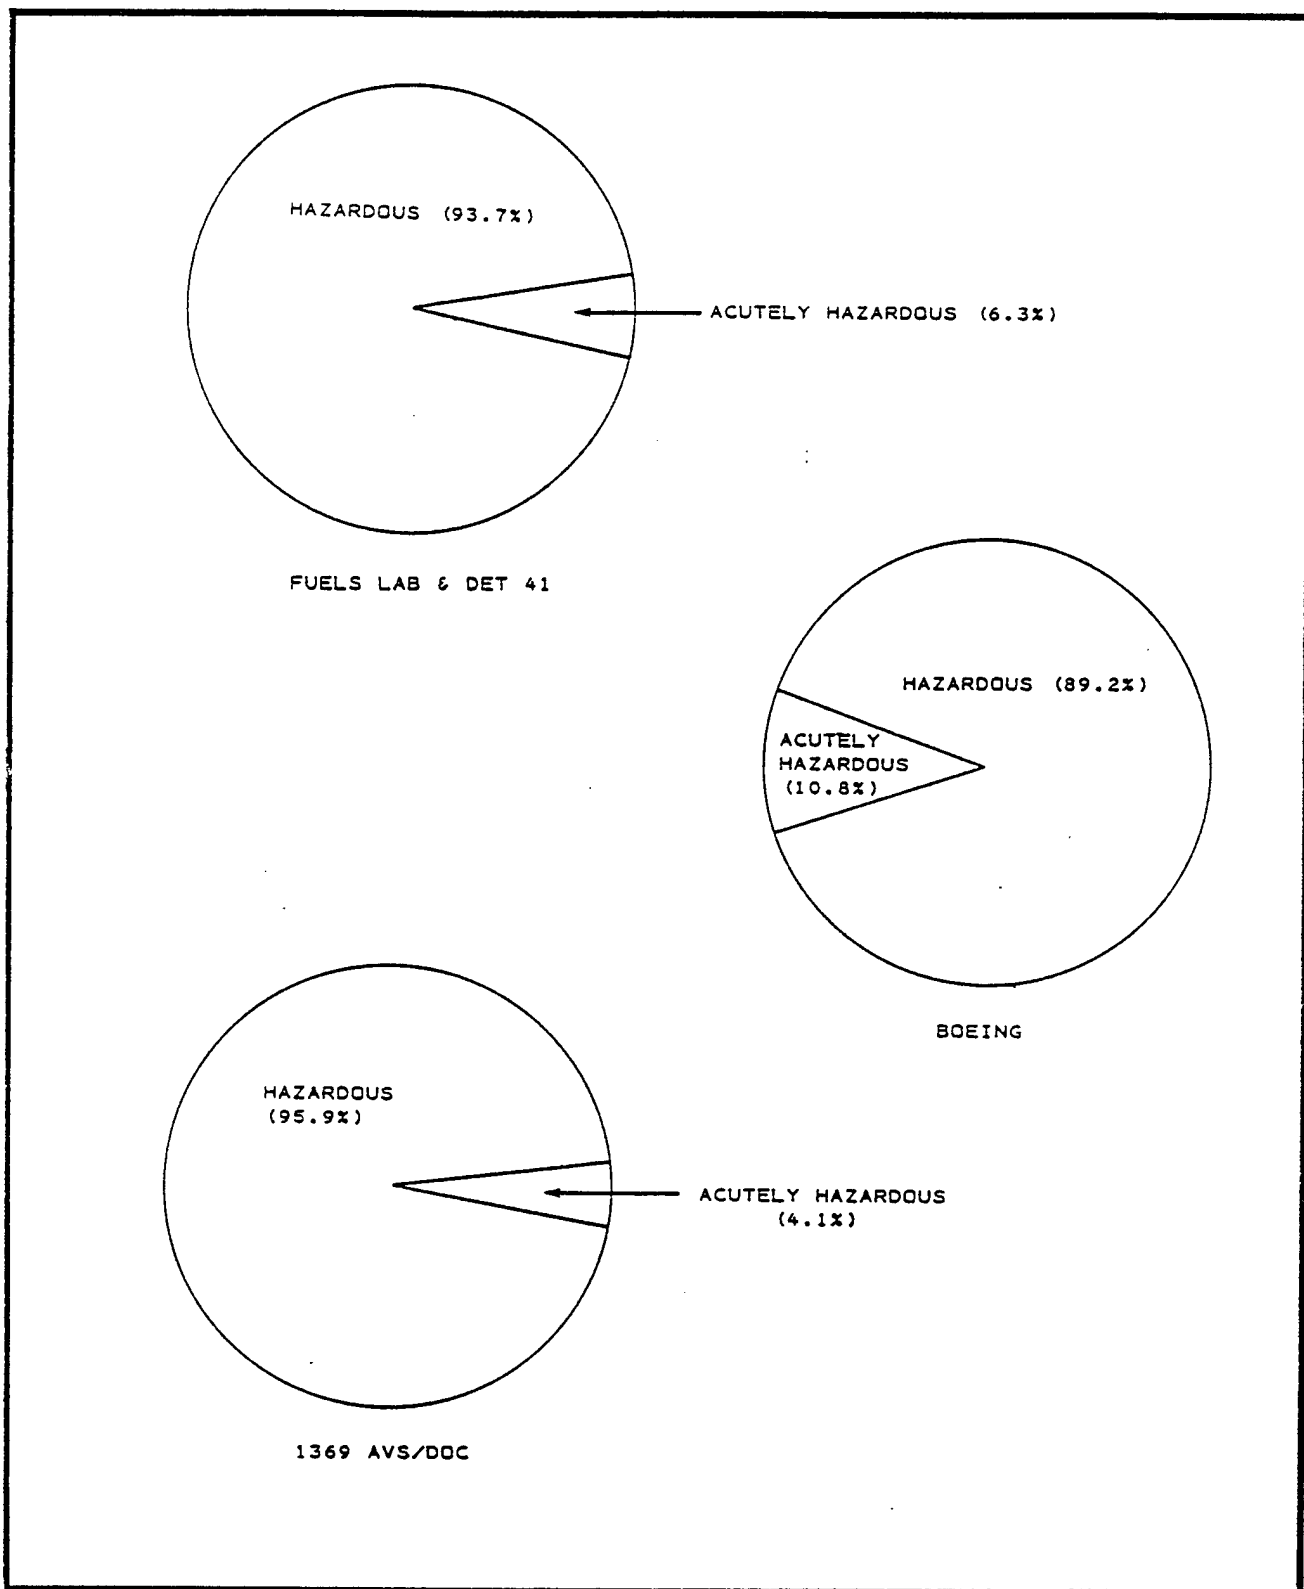 HAZARDOUS (93.7%)
ACUTELY HAZARDOUS (6.3%)
FUELS LAB & DET 41
HAZARDOUS (89.2%)
ACUTELY
HAZARDOUS
(10.8%)
BOEING
HAZARDOUS
(95.9%)
ACUTELY HAZARDOUS
(4.1%)
1369 AVS/DOC